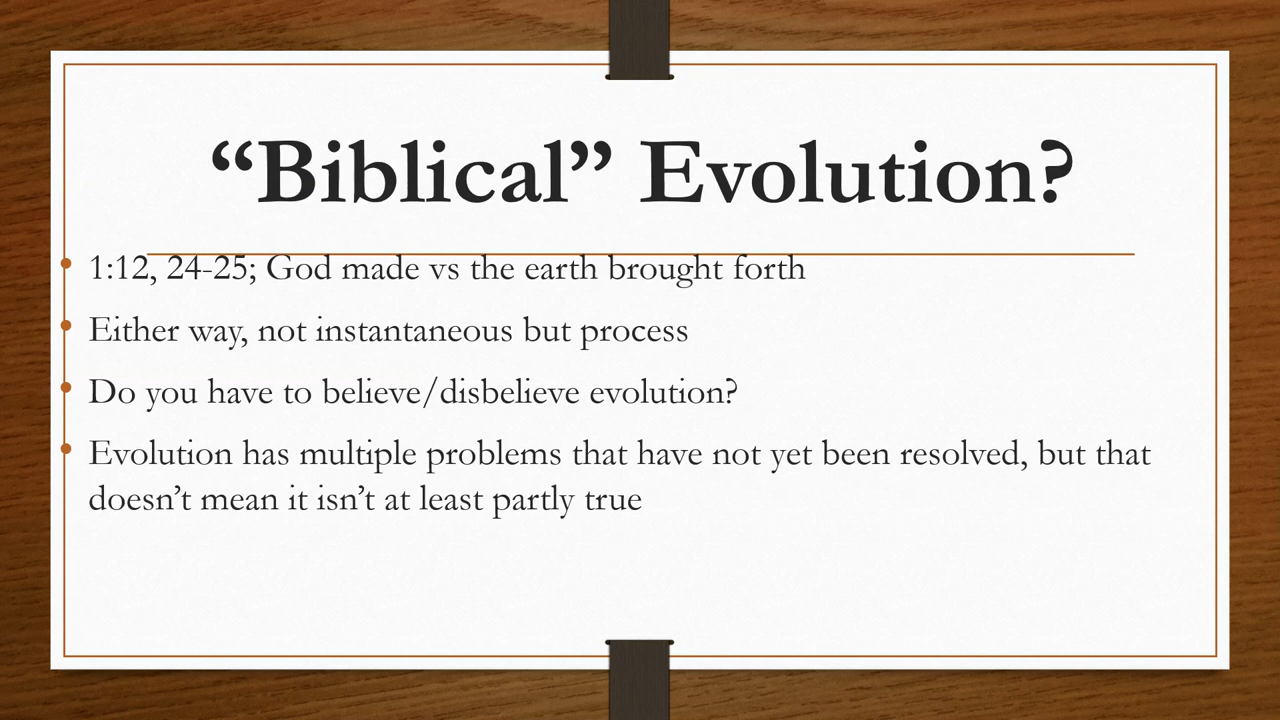 “Biblical” Evolution?
• 1:12, 24-25; God made vs the earth brought forth
• Either way, not instantaneous but process
• Do you have to believe/disbelieve evolution?
• Evolution has multiple problems that have not yet been resolved, but that
doesn’t mean it isn’t at least partly true